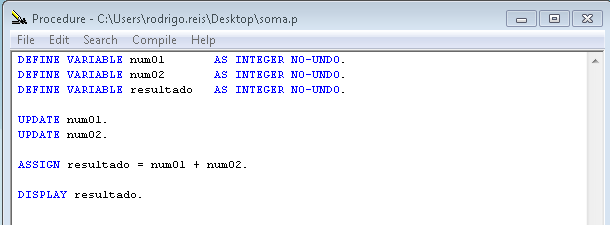 Procedure - C:\Users\rodrigo.reis\Desktop\soma.p
File Edit Search Compile Help
DEFINE VARIABLE num01 AS INTEGER NO-UNDO.
DEFINE VARIABLE num02 AS INTEGER NO-UNDO.
DEFINE VARIABLE resultado AS INTEGER NO-UNDO.
UPDATE num01.
UPDATE num02.
ASSIGN resultado = num01 + num02.
DISPLAY resultado.